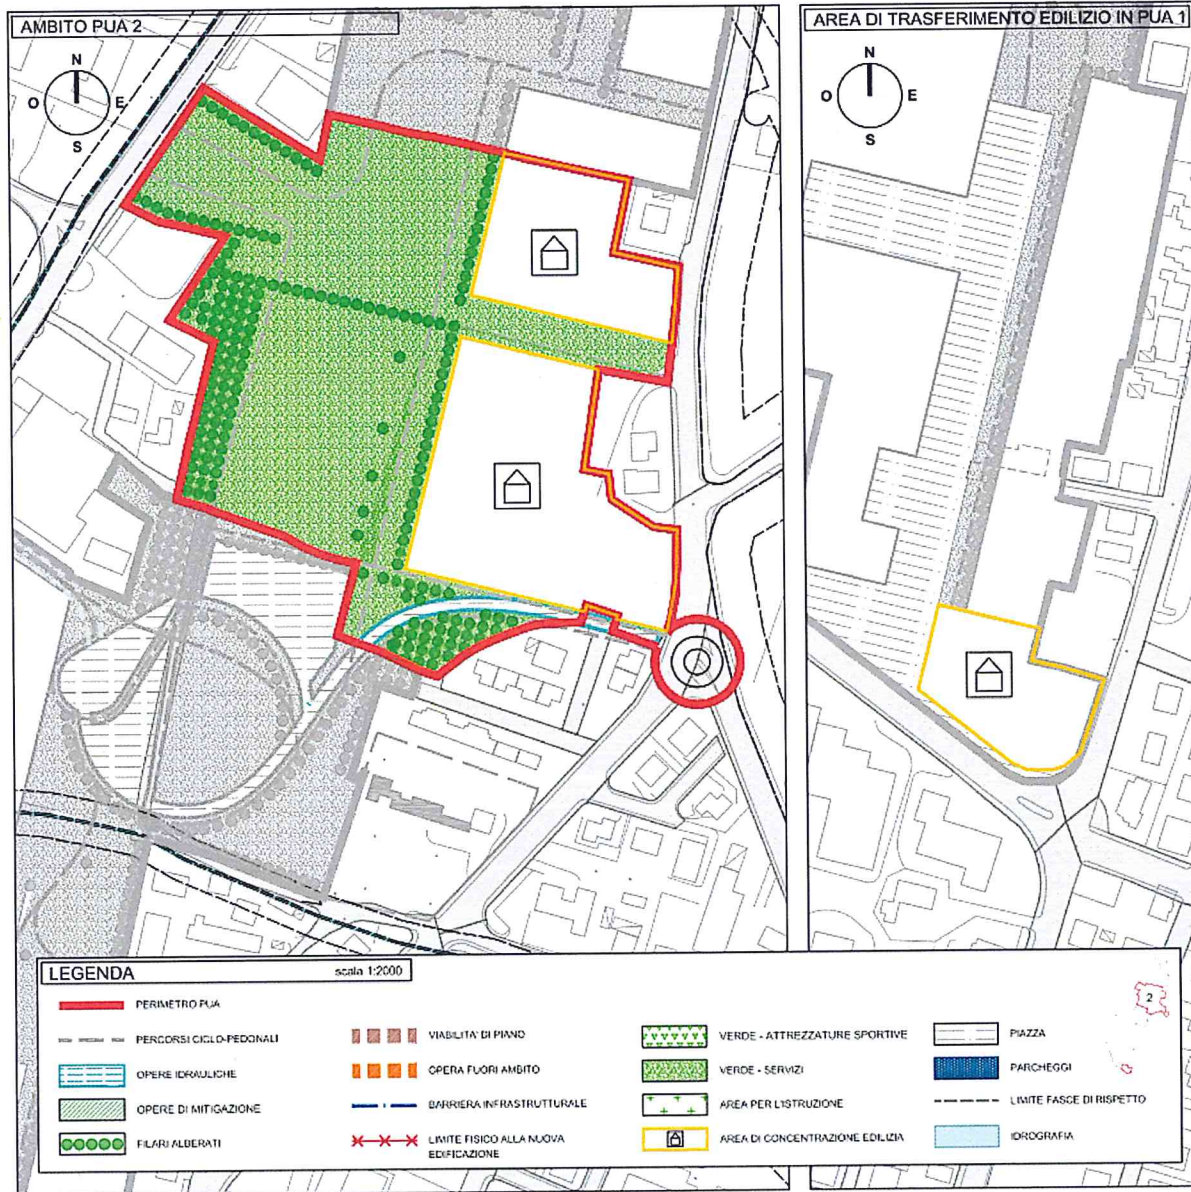 AMBITO PUA 2
N
O
E
S
AREA DI TRASFERIMENTO EDILIZIO IN PUA 1
N
O
E
S
LEGENDA
scala 1:2000
PERIMETRO PUA
PERCORSI CICLO-PEDONALI
OPERE IDRAULICHE
OPERE DI MITIGAZIONE
FILARI ALBERATI
VIABILITA' DI PIANO
OPERA FUORI AMBITO
BARRIERA INFRASTRUTTURALE
LIMITE FISICO ALLA NUOVA
EDIFICAZIONE
VERDE - ATTREZZATURE SPORTIVE
VERDE - SERVIZI
AREA PER L'ISTRUZIONE
AREA DI CONCENTRAZIONE EDILIZIA
PIAZZA
PARCHEGGI
LIMITE FASCE DI RISPETTO
IDROGRAFIA
2